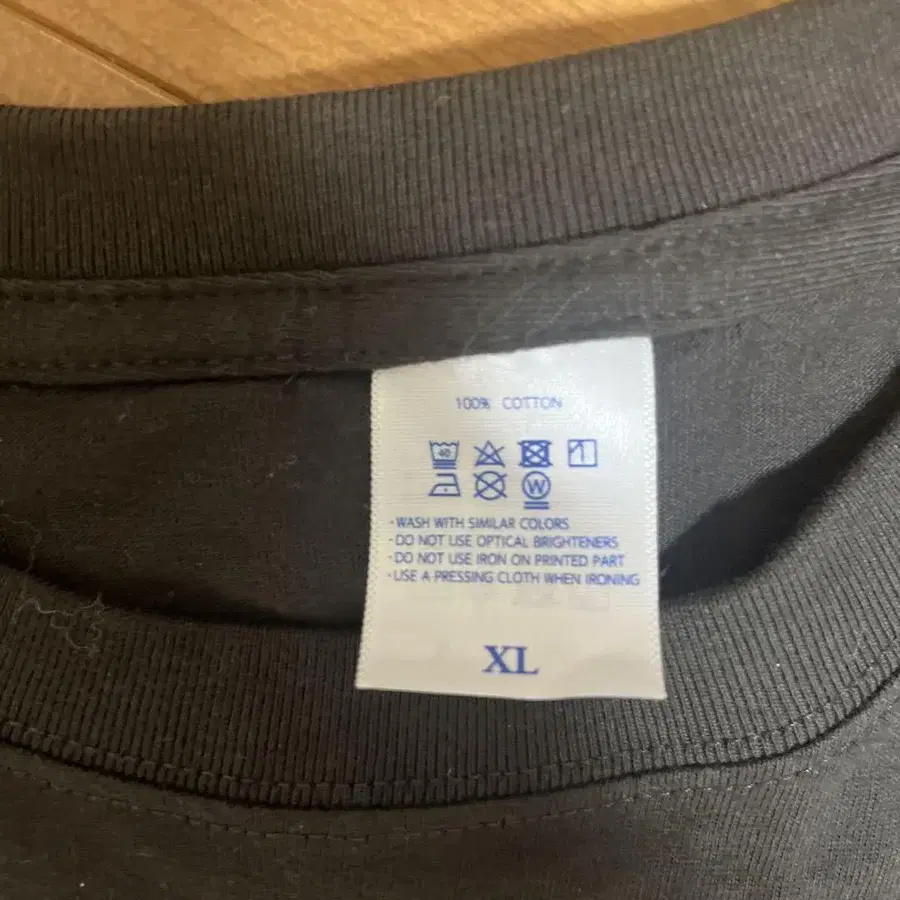 100% COTTON
40
W
· WASH WITH SIMILAR COLORS
· DO NOT USE OPTICAL BRIGHTENERS
· DO NOT USE IRON ON PRINTED PART
· USE A PRESSING CLOTH WHEN IRONING
XL